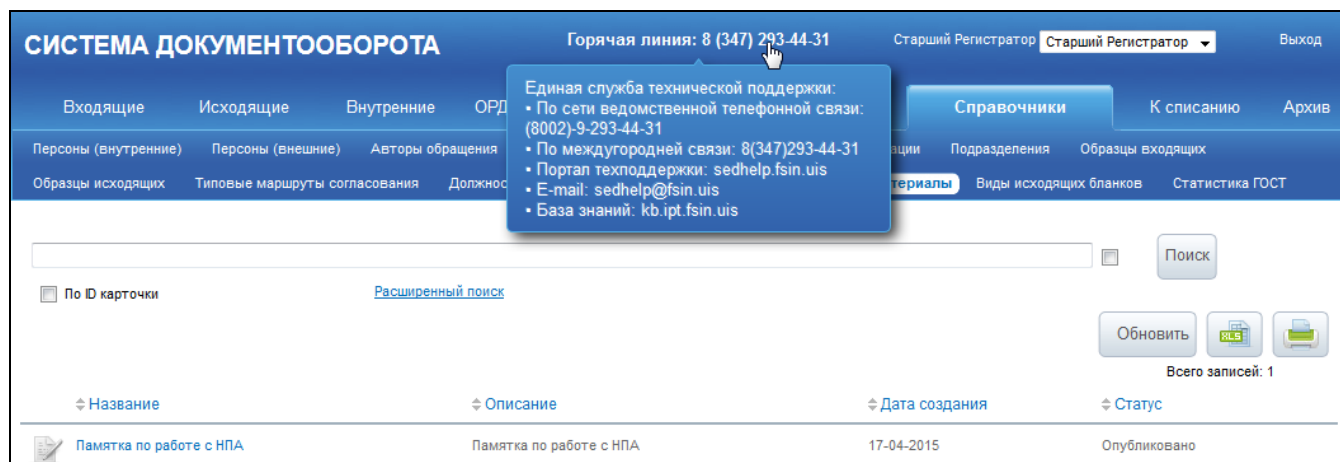 СИСТЕМА ДОКУМЕНТООБОРОТА Горячая линия: 8 (347) 293-44-31 Старший Регистратор Старший Регистратор Выход
Единая служба технической поддержки:
• По сети ведомственной телефонной связи:
(8002)-9-293-44-31
• По междугородней связи: 8(347)293-44-31
• Портал техподдержки: sedhelp.fsin.uis
• E-mail: sedhelp@fsin.uis
• База знаний: kb.ipt.fsin.uis
Входящие Исходящие Внутренние ОРД Справочники К списанию Архив
Персоны (внутренние) Персоны (внешние) Авторы обращения Подразделения Образцы входящих
Образцы исходящих Типовые маршруты согласования Виды исходящих бланков Статистика ГОСТ
Поиск
По ID карточки Расширенный поиск
Обновить XLS
Всего записей: 1
Название Описание Дата создания Статус
Памятка по работе с НПА Памятка по работе с НПА 17-04-2015 Опубликовано